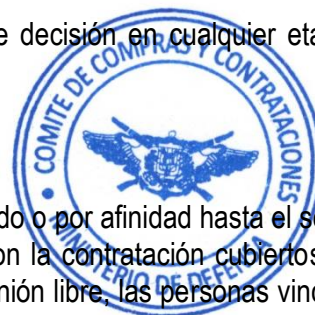 e decisión en cualquier eta
COMITE DE COMPRAS Y CONTRATACIONES
do o por afinidad hasta el s
on la contratación cubiertos
nión libre, las personas vinc
MINISTERIO DE DEFENSA